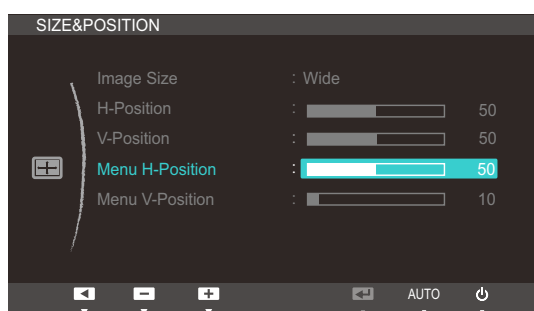 SIZE&POSITION
Image Size : Wide
H-Position : 50
V-Position : 50
Menu H-Position : 50
Menu V-Position : 10
AUTO